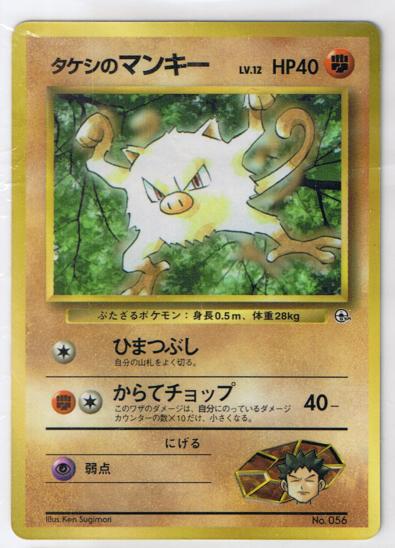 タケシのマンキー LV.12 HP40
ぶたざるポケモン：身長0.5m、体重28kg
ひまつぶし
自分の山札をよく切る。
からてチョップ 40−
このワザのダメージは、自分にのっているダメージ
カウンターの数×10だけ、小さくなる。
にげる
弱点
Illus. Ken Sugimori No. 056